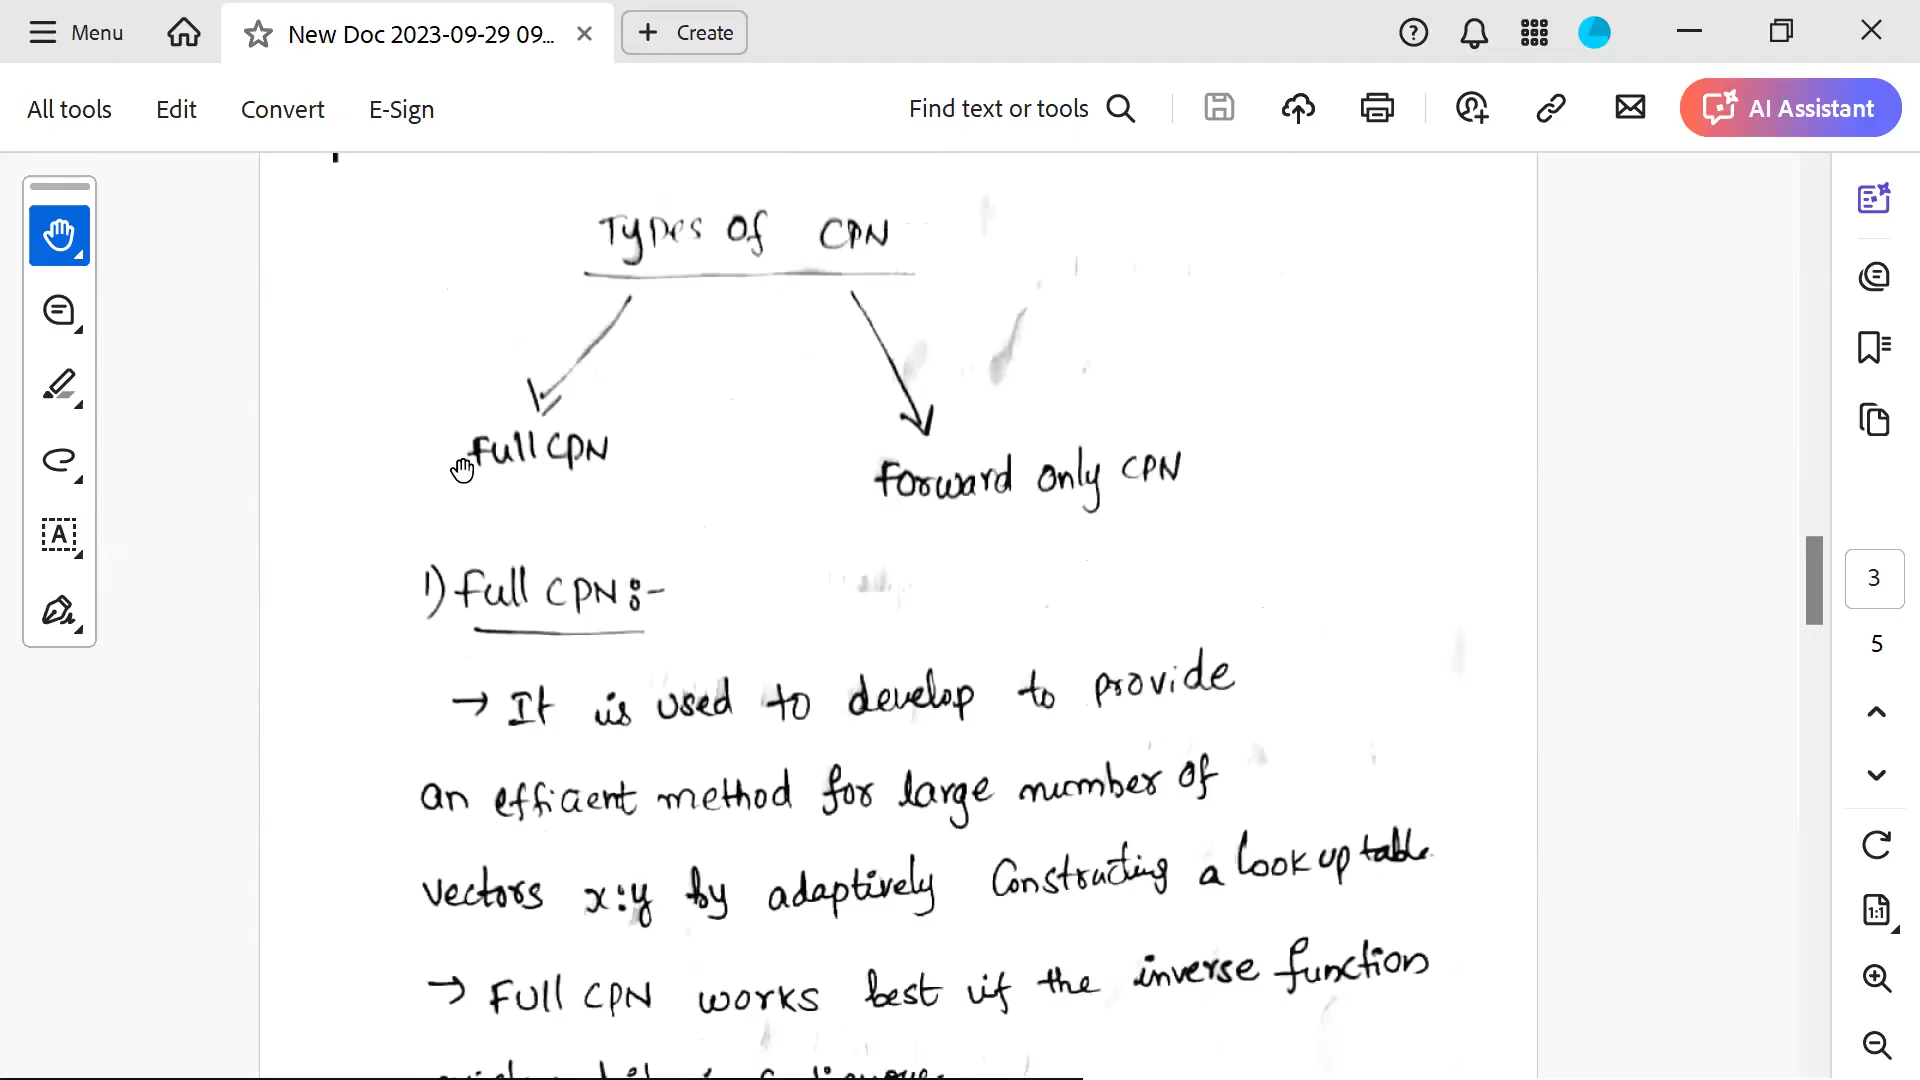 Menu
New Doc 2023-09-29 09...
Create
All tools
Edit
Convert
E-Sign
Find text or tools
AI Assistant
Types of CPN
Full CPN
Forward only CPN
1) Full CPN:-
→ It is used to develop to provide
an efficent method for large number of
vectors x:y by adaptively Constructing a look up table.
→ Full CPN works best if the inverse function
3
5